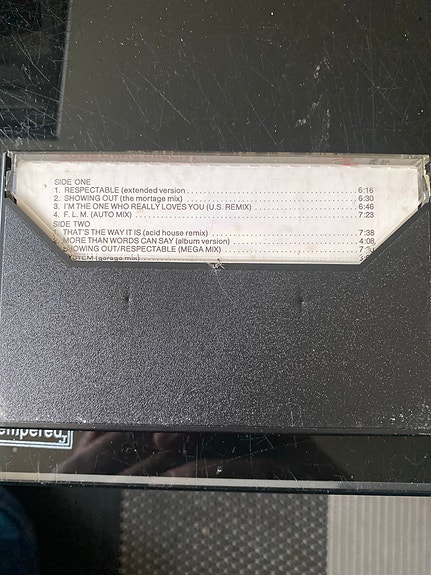 SIDE ONE
1. RESPECTABLE (extended version 6:16
2. SHOWING OUT (the mortage mix) 6:30
3. I'M THE ONE WHO REALLY LOVES YOU (U.S. REMIX) 6:46
4. F. L. M. (AUTO MIX) 7:23
SIDE TWO
THAT'S THE WAY IT IS (acid house remix) 7:38
MORE THAN WORDS CAN SAY (album version) 4:08
OWING OUT/RESPECTABLE (MEGA MIX)
(garage mix)
empered